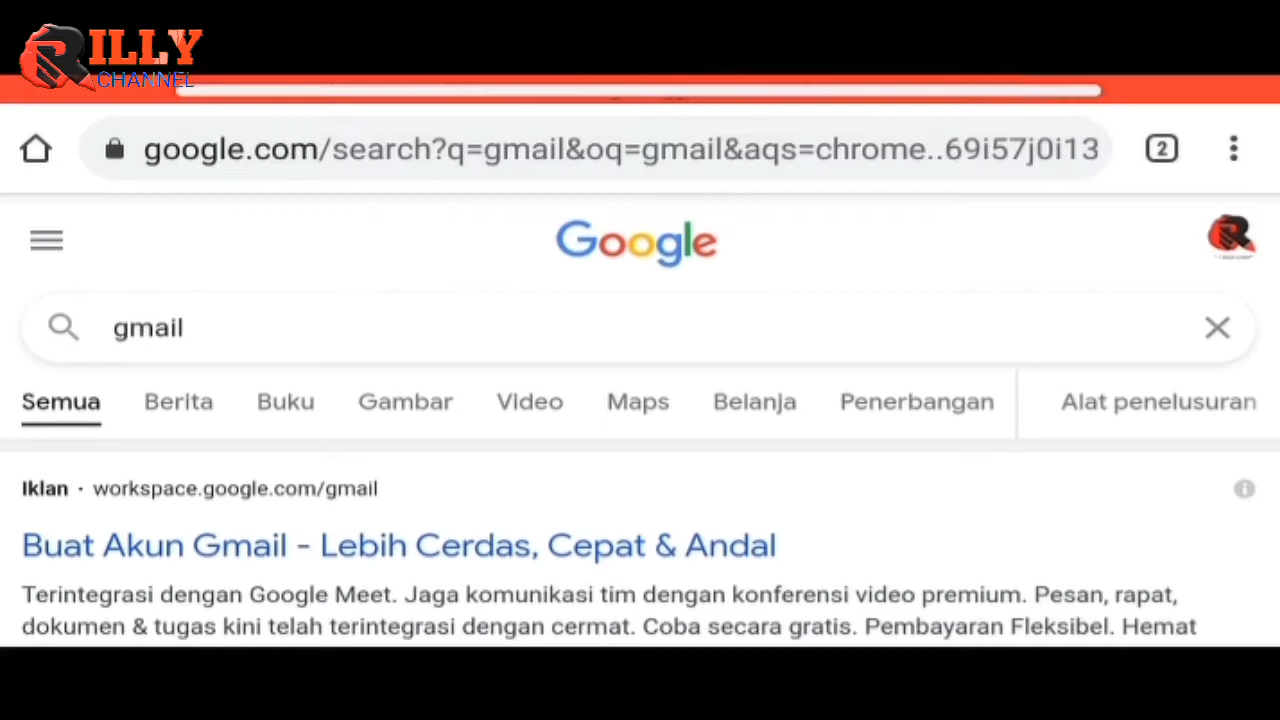 RILLY
CHANNEL
google.com/search?q=gmail&oq=gmail&aqs=chrome..69i57j0i13
2
Google
gmail
Semua Berita Buku Gambar Video Maps Belanja Penerbangan Alat penelusuran
Iklan · workspace.google.com/gmail
Buat Akun Gmail - Lebih Cerdas, Cepat & Andal
Terintegrasi dengan Google Meet. Jaga komunikasi tim dengan konferensi video premium. Pesan, rapat,
dokumen & tugas kini telah terintegrasi dengan cermat. Coba secara gratis. Pembayaran Fleksibel. Hemat